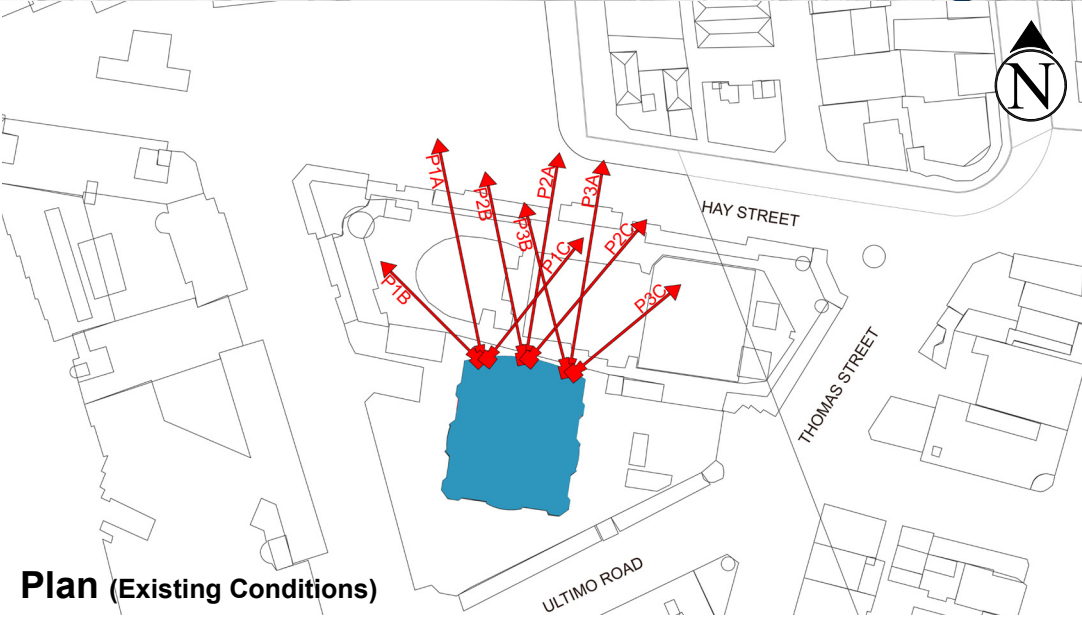 N
P1A
P2B
P2A
P3A
P3B
P1C
P2C
P1B
P3C
HAY STREET
THOMAS STREET
ULTIMO ROAD
Plan (Existing Conditions)